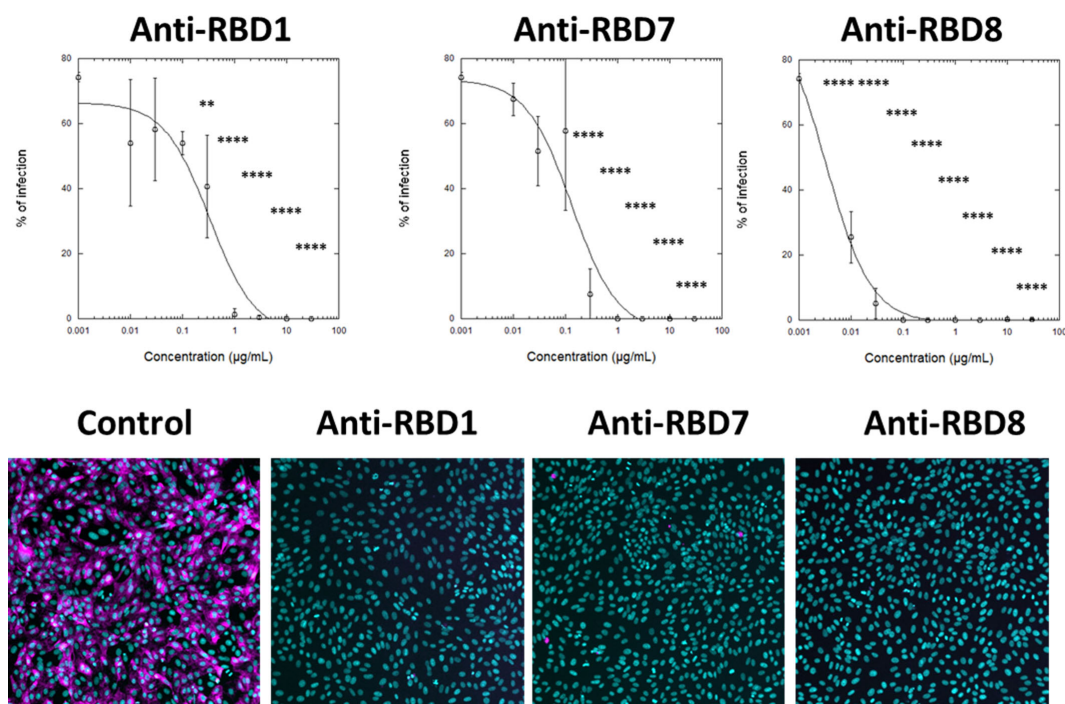 Anti-RBD1
Anti-RBD7
Anti-RBD8
80
60
40
20
0
% of infection
**
****
****
****
****
0.001 0.01 0.1 1 10 100
Concentration (µg/mL)
80
60
40
20
0
% of infection
****
****
****
****
****
0.001 0.01 0.1 1 10 100
Concentration (µg/mL)
80
60
40
20
0
% of infection
**** ****
****
****
****
****
****
****
0.001 0.01 0.1 1 10 100
Concentration (µg/mL)
Control
Anti-RBD1
Anti-RBD7
Anti-RBD8